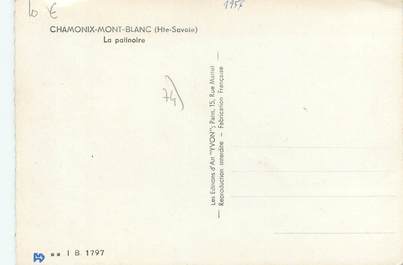 10 €
1957
CHAMONIX-MONT-BLANC (Hte-Savoie)
La patinoire
74)
Les Editions d'Art "YVON", Paris, 15, Rue Martel
Reproduction interdite - Fabrication Française
I B. 1797